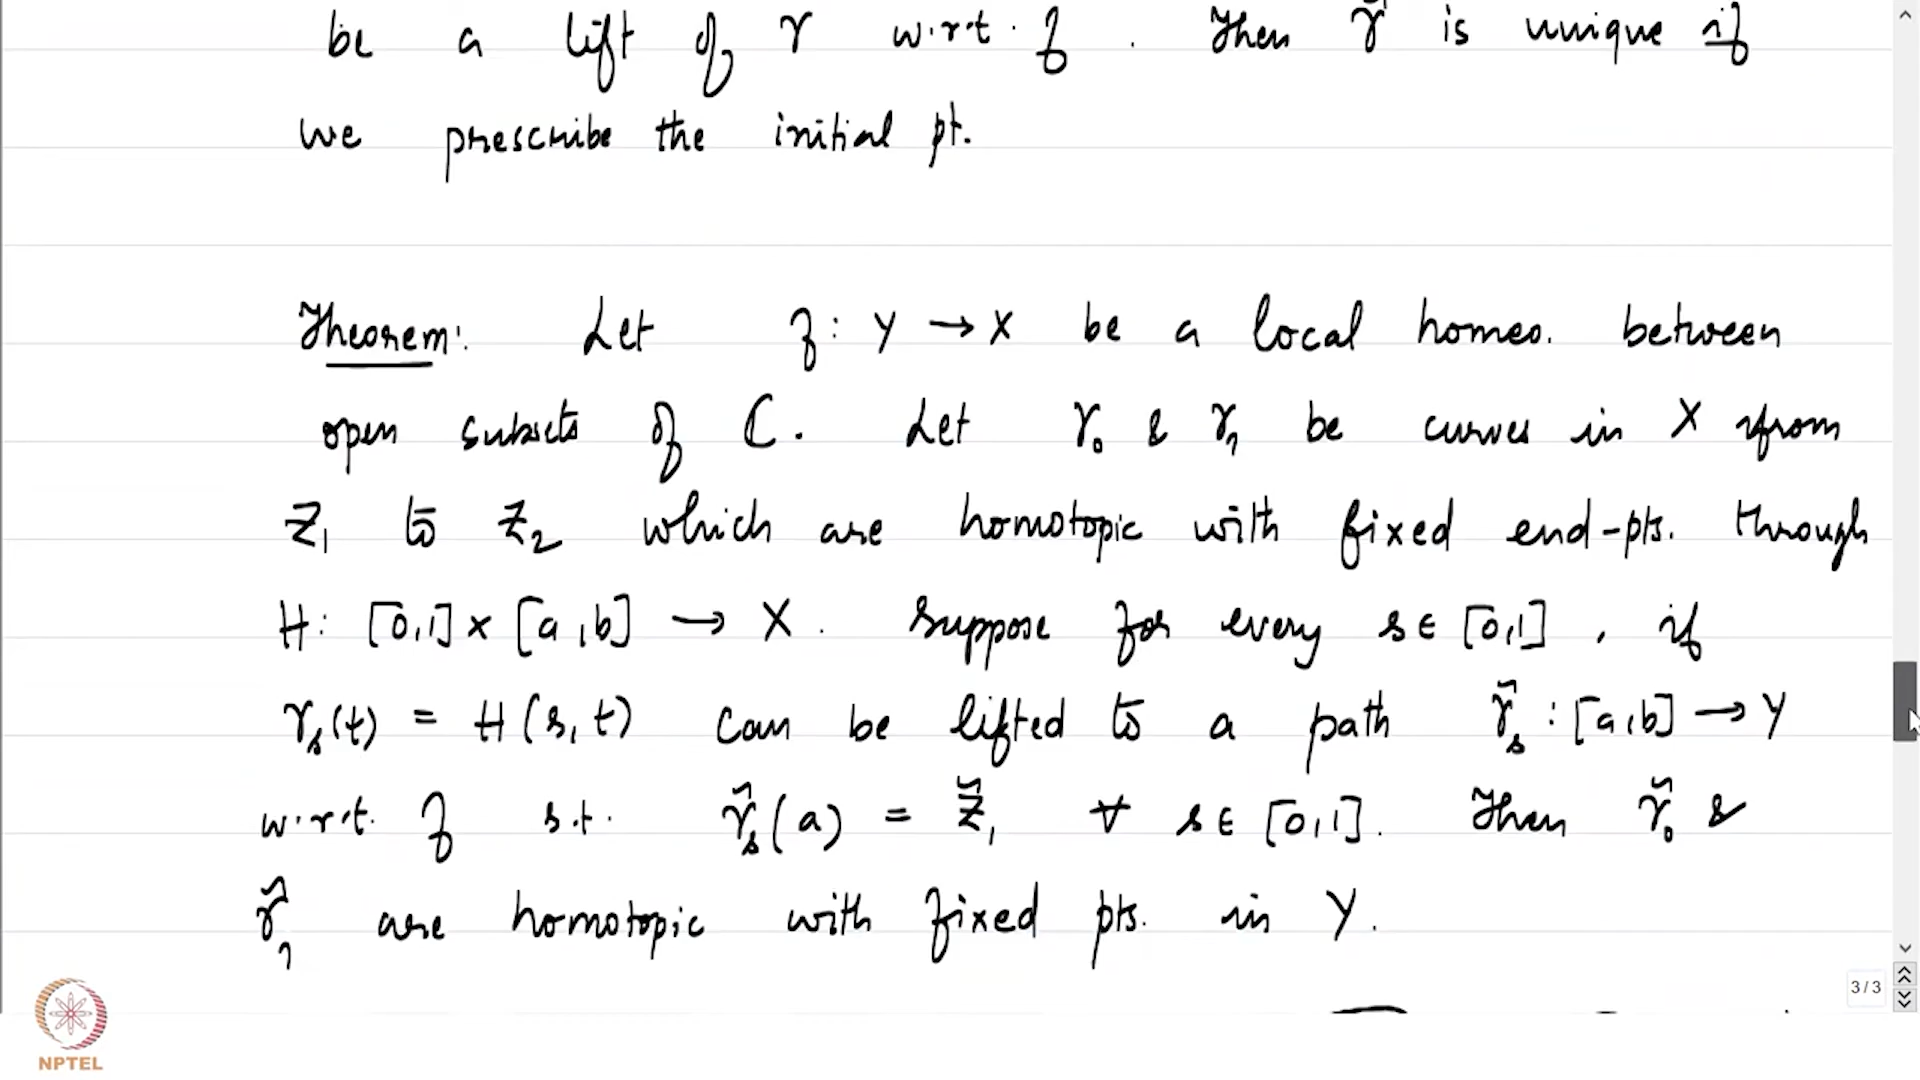 be a lift of γ w.r.t. f. Then γ̃ is unique if
we prescribe the initial pt.
Theorem: Let f: Y → X be a local homeo. between
open subsets of ℂ. Let γ₀ & γ₁ be curves in X from
z₁ to z₂ which are homotopic with fixed end-pts. through
H: [0,1] × [a,b] → X. Suppose for every s ∈ [0,1], if
γₛ(t) = H(s,t) can be lifted to a path γ̃ₛ : [a,b] → Y
w.r.t. f s.t. γ̃ₛ(a) = z̃₁ ∀ s ∈ [0,1]. Then γ̃₀ &
γ̃₁ are homotopic with fixed pts. in Y.
3 / 3
NPTEL